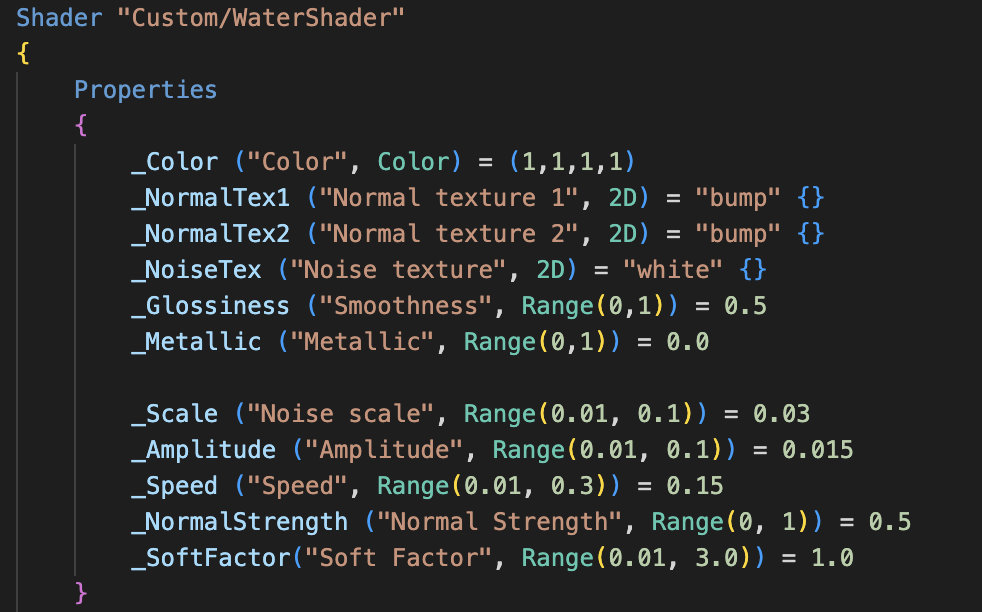 Shader "Custom/WaterShader"
{
    Properties
    {
        _Color ("Color", Color) = (1,1,1,1)
        _NormalTex1 ("Normal texture 1", 2D) = "bump" {}
        _NormalTex2 ("Normal texture 2", 2D) = "bump" {}
        _NoiseTex ("Noise texture", 2D) = "white" {}
        _Glossiness ("Smoothness", Range(0,1)) = 0.5
        _Metallic ("Metallic", Range(0,1)) = 0.0

        _Scale ("Noise scale", Range(0.01, 0.1)) = 0.03
        _Amplitude ("Amplitude", Range(0.01, 0.1)) = 0.015
        _Speed ("Speed", Range(0.01, 0.3)) = 0.15
        _NormalStrength ("Normal Strength", Range(0, 1)) = 0.5
        _SoftFactor("Soft Factor", Range(0.01, 3.0)) = 1.0
    }